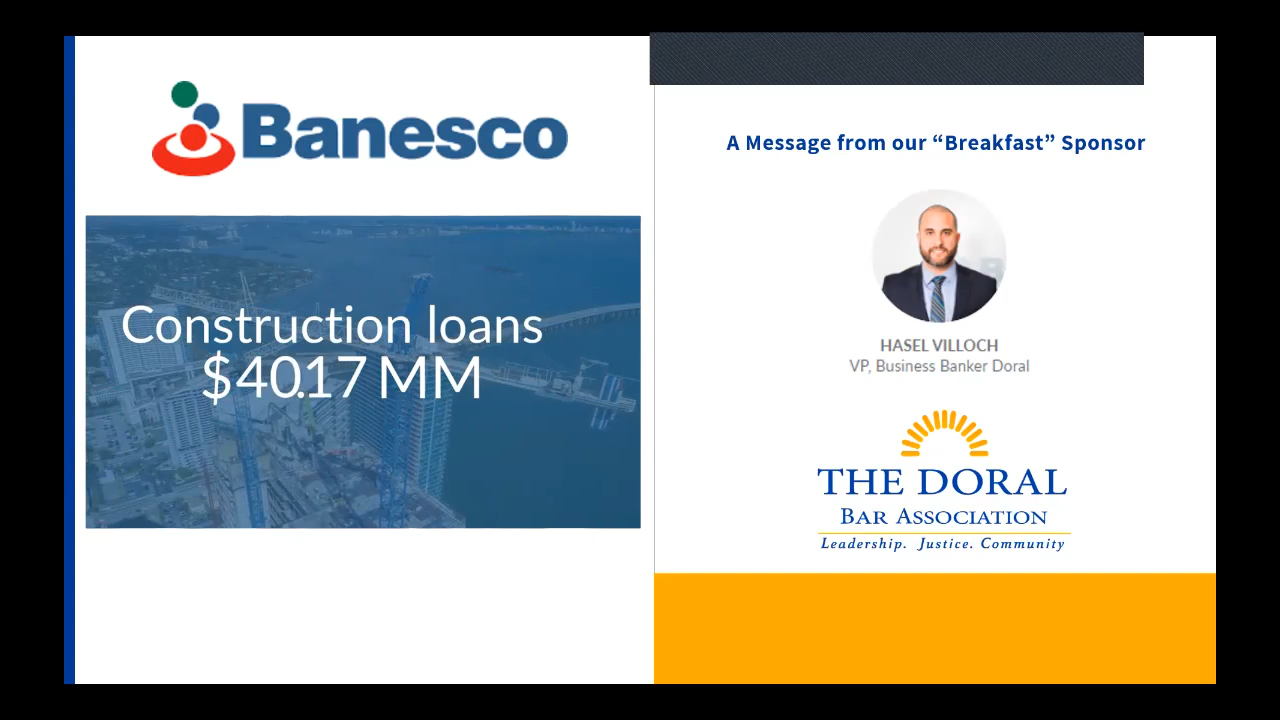 Banesco
Construction loans
$40.17 MM
A Message from our “Breakfast” Sponsor
HASEL VILLOCH
VP, Business Banker Doral
THE DORAL
BAR ASSOCIATION
Leadership. Justice. Community